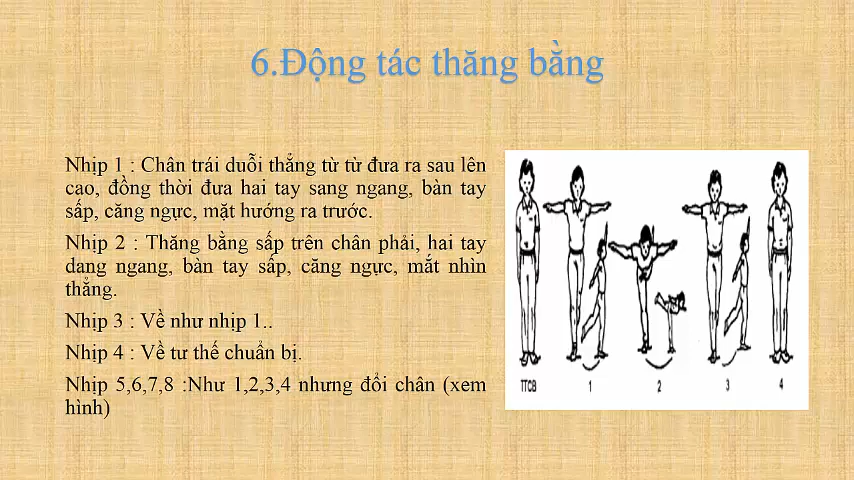 6.Động tác thăng bằng
Nhịp 1 : Chân trái duỗi thẳng từ từ đưa ra sau lên
cao, đồng thời đưa hai tay sang ngang, bàn tay
sấp, căng ngực, mặt hướng ra trước.
Nhịp 2 : Thăng bằng sấp trên chân phải, hai tay
dang ngang, bàn tay sấp, căng ngực, mắt nhìn
thẳng.
Nhịp 3 : Về như nhịp 1..
Nhịp 4 : Về tư thế chuẩn bị.
Nhịp 5,6,7,8 :Như 1,2,3,4 nhưng đổi chân (xem
hình)
TTCB 1 2 3 4